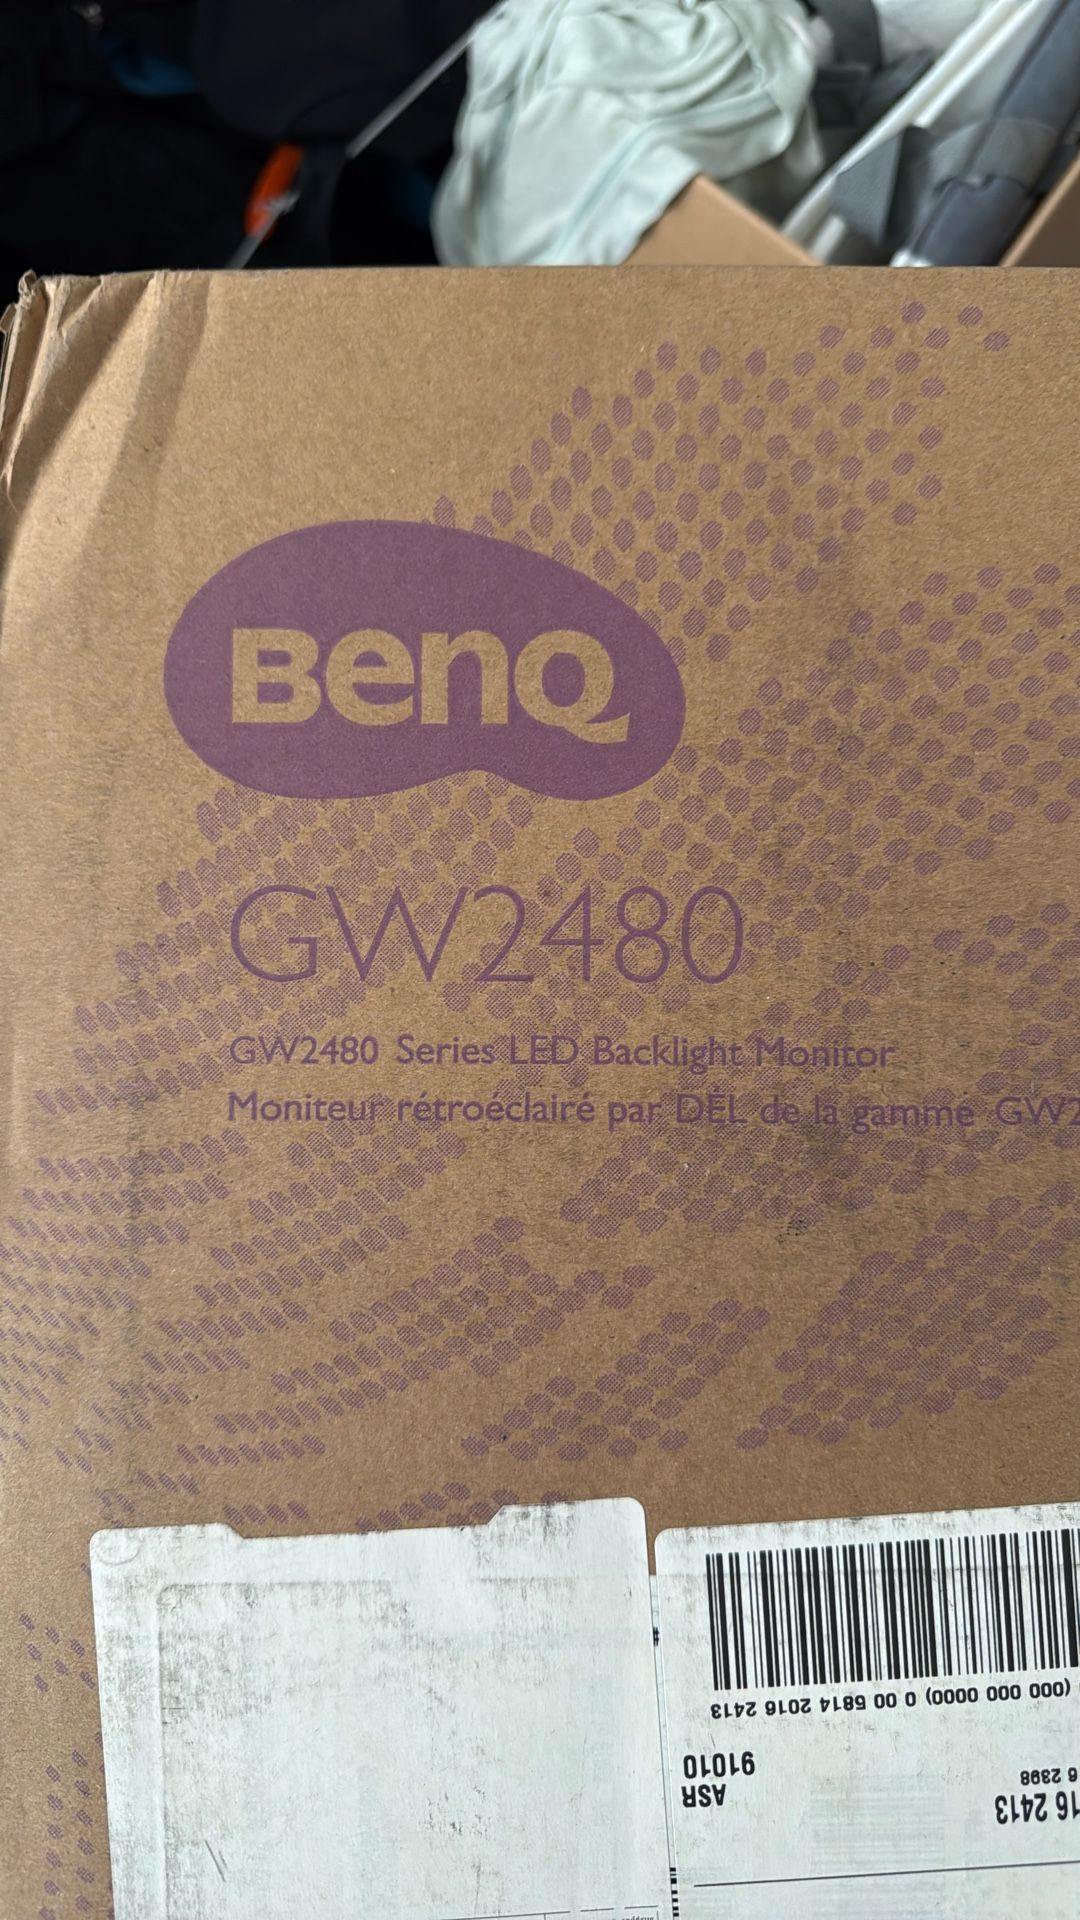 BenQ
GW2480
GW2480 Series LED Backlight Monitor
Moniteur rétroéclairé par DEL de la gamme GW2
(000 000 0000) 0 00 5814 2016 2413
ASR
91010
6 2398
16 2413